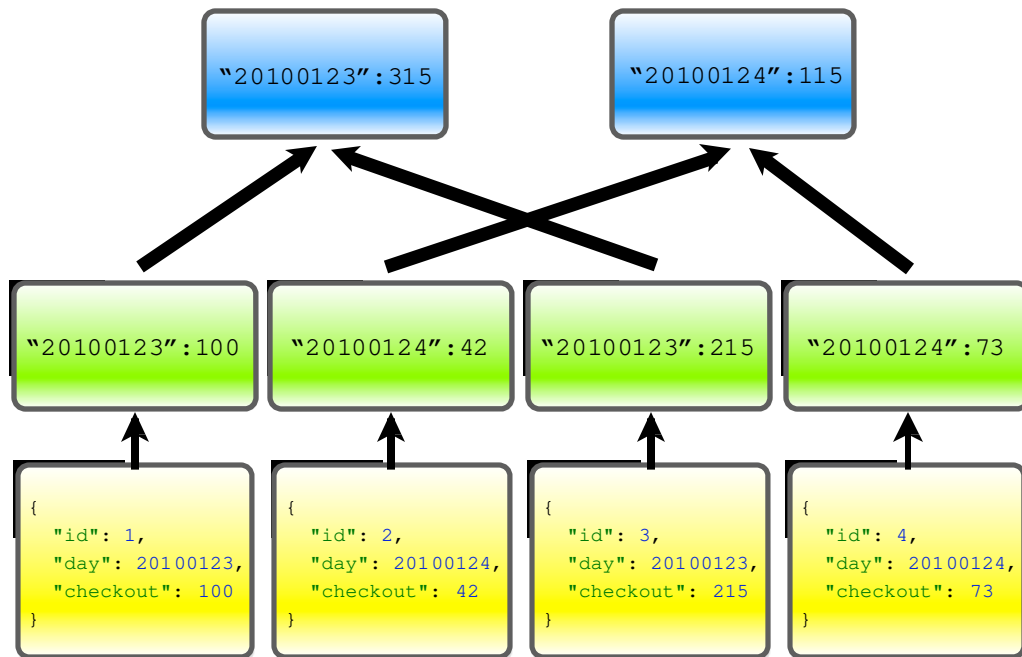 “20100123”:315
“20100124”:115
“20100123”:100
“20100124”:42
“20100123”:215
“20100124”:73
{
"id": 1,
"day": 20100123,
"checkout": 100
}
{
"id": 2,
"day": 20100124,
"checkout": 42
}
{
"id": 3,
"day": 20100123,
"checkout": 215
}
{
"id": 4,
"day": 20100124,
"checkout": 73
}